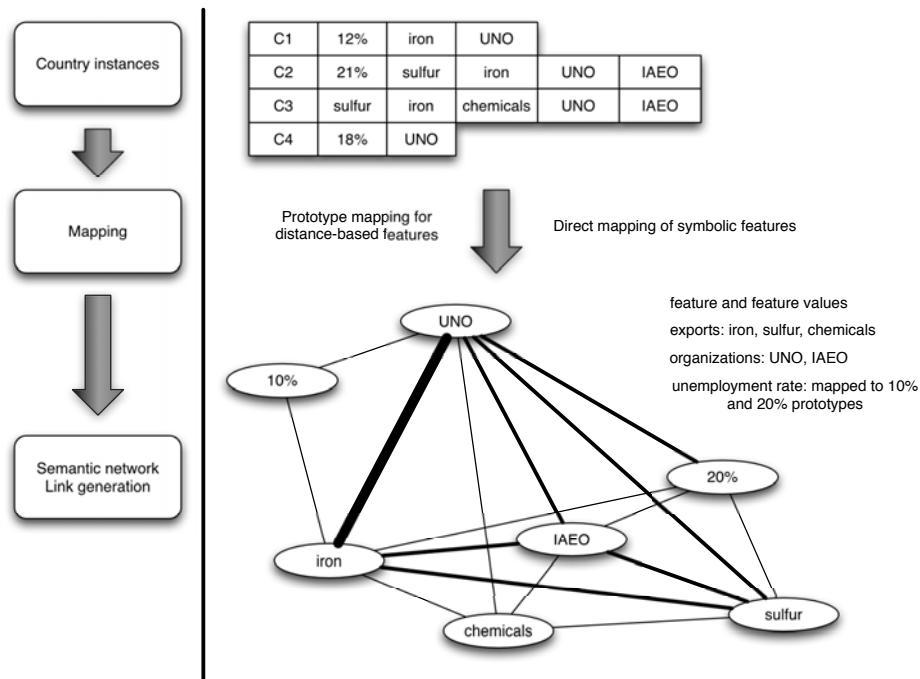 Country instances
Mapping
Semantic network
Link generation
C1 12% iron UNO
C2 21% sulfur iron UNO IAEO
C3 sulfur iron chemicals UNO IAEO
C4 18% UNO
Prototype mapping for
distance-based features
Direct mapping of symbolic features
feature and feature values
exports: iron, sulfur, chemicals
organizations: UNO, IAEO
unemployment rate: mapped to 10%
and 20% prototypes
UNO
10%
20%
IAEO
iron
sulfur
chemicals